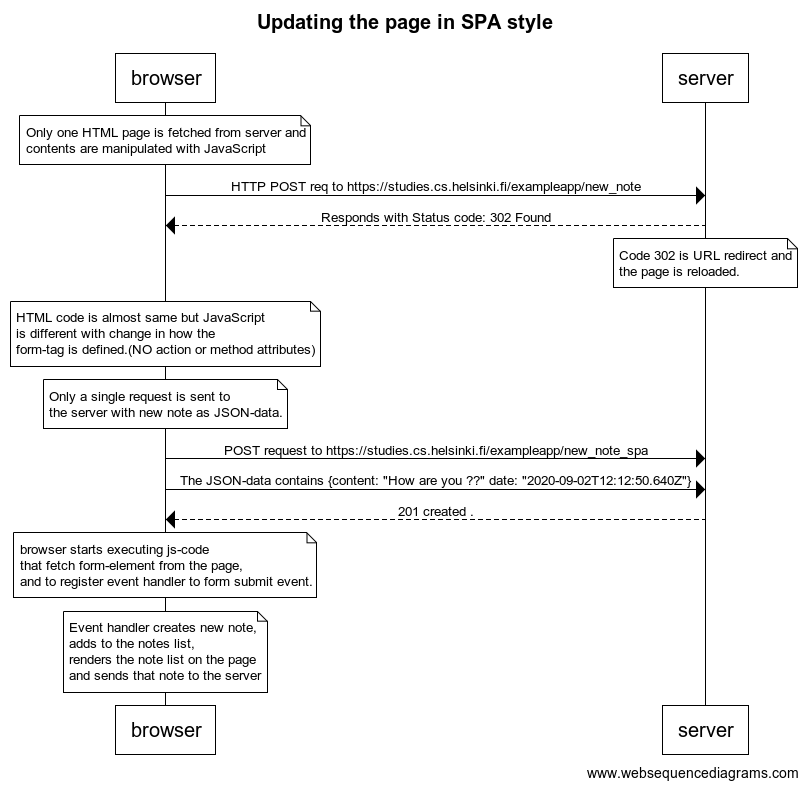 Updating the page in SPA style
browser
server
Only one HTML page is fetched from server and
contents are manipulated with JavaScript
HTTP POST req to https://studies.cs.helsinki.fi/exampleapp/new_note
Responds with Status code: 302 Found
Code 302 is URL redirect and
the page is reloaded.
HTML code is almost same but JavaScript
is different with change in how the
form-tag is defined.(NO action or method attributes)
Only a single request is sent to
the server with new note as JSON-data.
POST request to https://studies.cs.helsinki.fi/exampleapp/new_note_spa
The JSON-data contains {content: "How are you ??" date: "2020-09-02T12:12:50.640Z"}
201 created .
browser starts executing js-code
that fetch form-element from the page,
and to register event handler to form submit event.
Event handler creates new note,
adds to the notes list,
renders the note list on the page
and sends that note to the server
browser
server
www.websequencediagrams.com